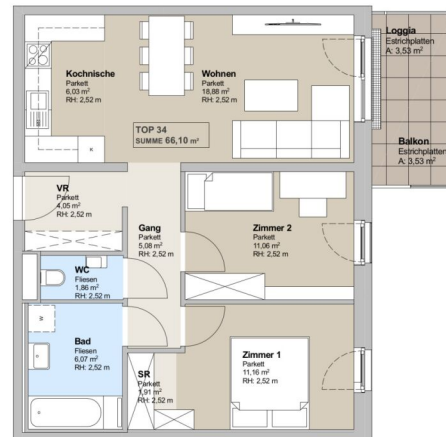 Loggia
Estrichplatten
A: 3,53 m²
Kochnische
Parkett
6,03 m²
RH: 2,52 m
Wohnen
Parkett
18,88 m²
RH: 2,52 m
TOP 34
SUMME 66,10 m²
K
Balkon
Estrichplatten
A: 3,53 m²
VR
Parkett
4,05 m²
RH: 2,52 m
Gang
Parkett
5,08 m²
RH: 2,52 m
Zimmer 2
Parkett
11,06 m²
RH: 2,52 m
WC
Fliesen
1,86 m²
RH: 2,52 m
W
Bad
Fliesen
6,07 m²
RH: 2,52 m
SR
Parkett
1,91 m²
RH: 2,52 m
Zimmer 1
Parkett
11,16 m²
RH: 2,52 m